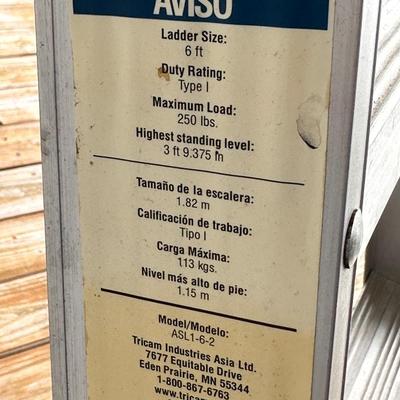 AVISO
Ladder Size:
6 ft
Duty Rating:
Type I
Maximum Load:
250 lbs.
Highest standing level:
3 ft 9.375 in
Tamaño de la escalera:
1.82 m
Calificación de trabajo:
Tipo I
Carga Máxima:
113 kgs.
Nivel más alto de pie:
1.15 m
Model/Modelo:
ASL1-6-2
Tricam Industries Asia Ltd.
7677 Equitable Drive
Eden Prairie, MN 55344
1-800-867-6763
www.tricam